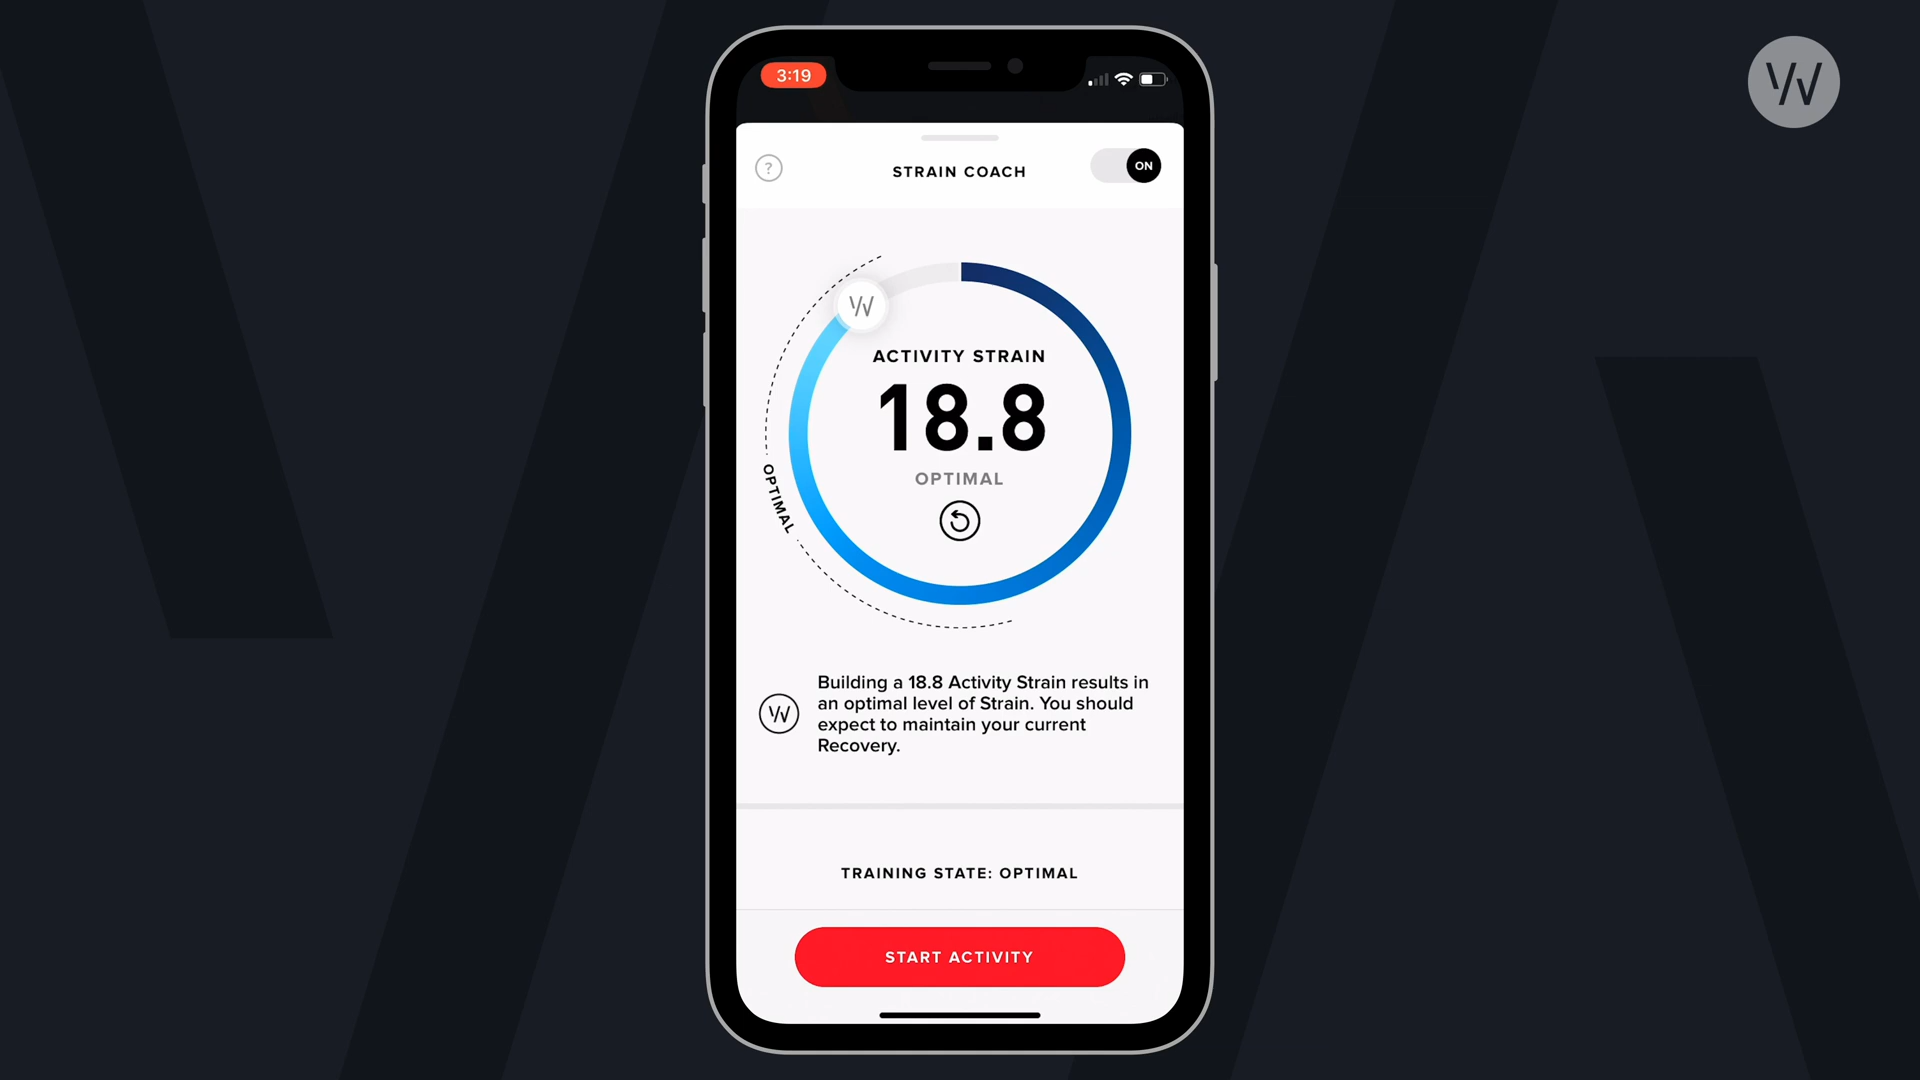 3:19
?
STRAIN COACH
ON
ACTIVITY STRAIN
18.8
OPTIMAL
OPTIMAL
Building a 18.8 Activity Strain results in
an optimal level of Strain. You should
expect to maintain your current
Recovery.
TRAINING STATE: OPTIMAL
START ACTIVITY